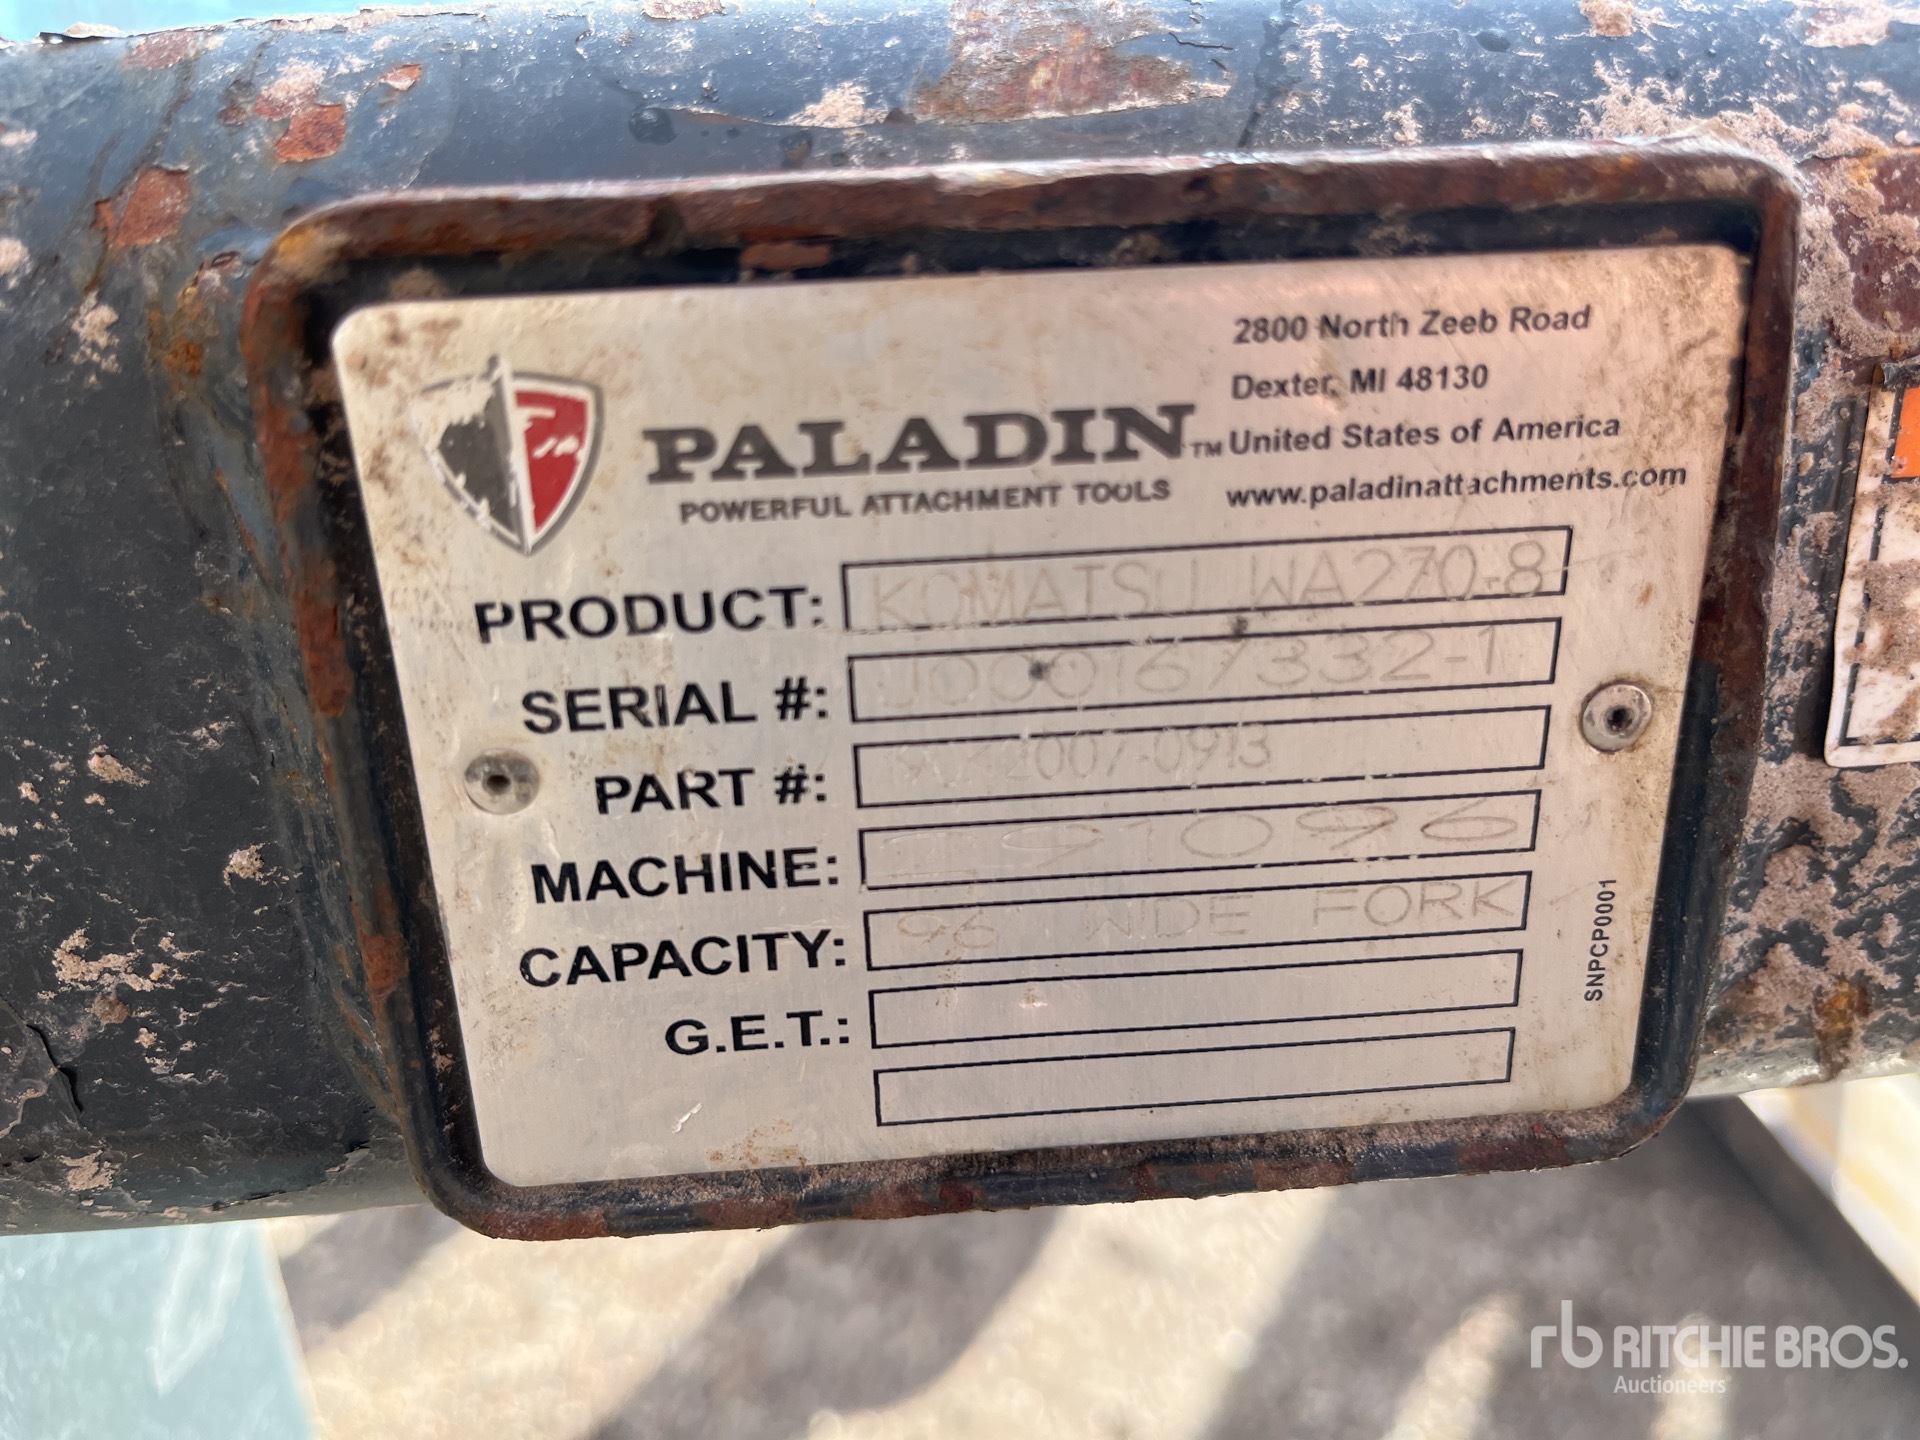 PALADIN™
POWERFUL ATTACHMENT TOOLS
2800 North Zeeb Road
Dexter, MI 48130
United States of America
www.paladinattachments.com
PRODUCT: KOMATSU WA270-8
SERIAL #: J000167332-1
PART #:
MACHINE:
CAPACITY: 96" WIDE FORK
G.E.T.:
SNPCP0001
rb RITCHIE BROS.
Auctioneers